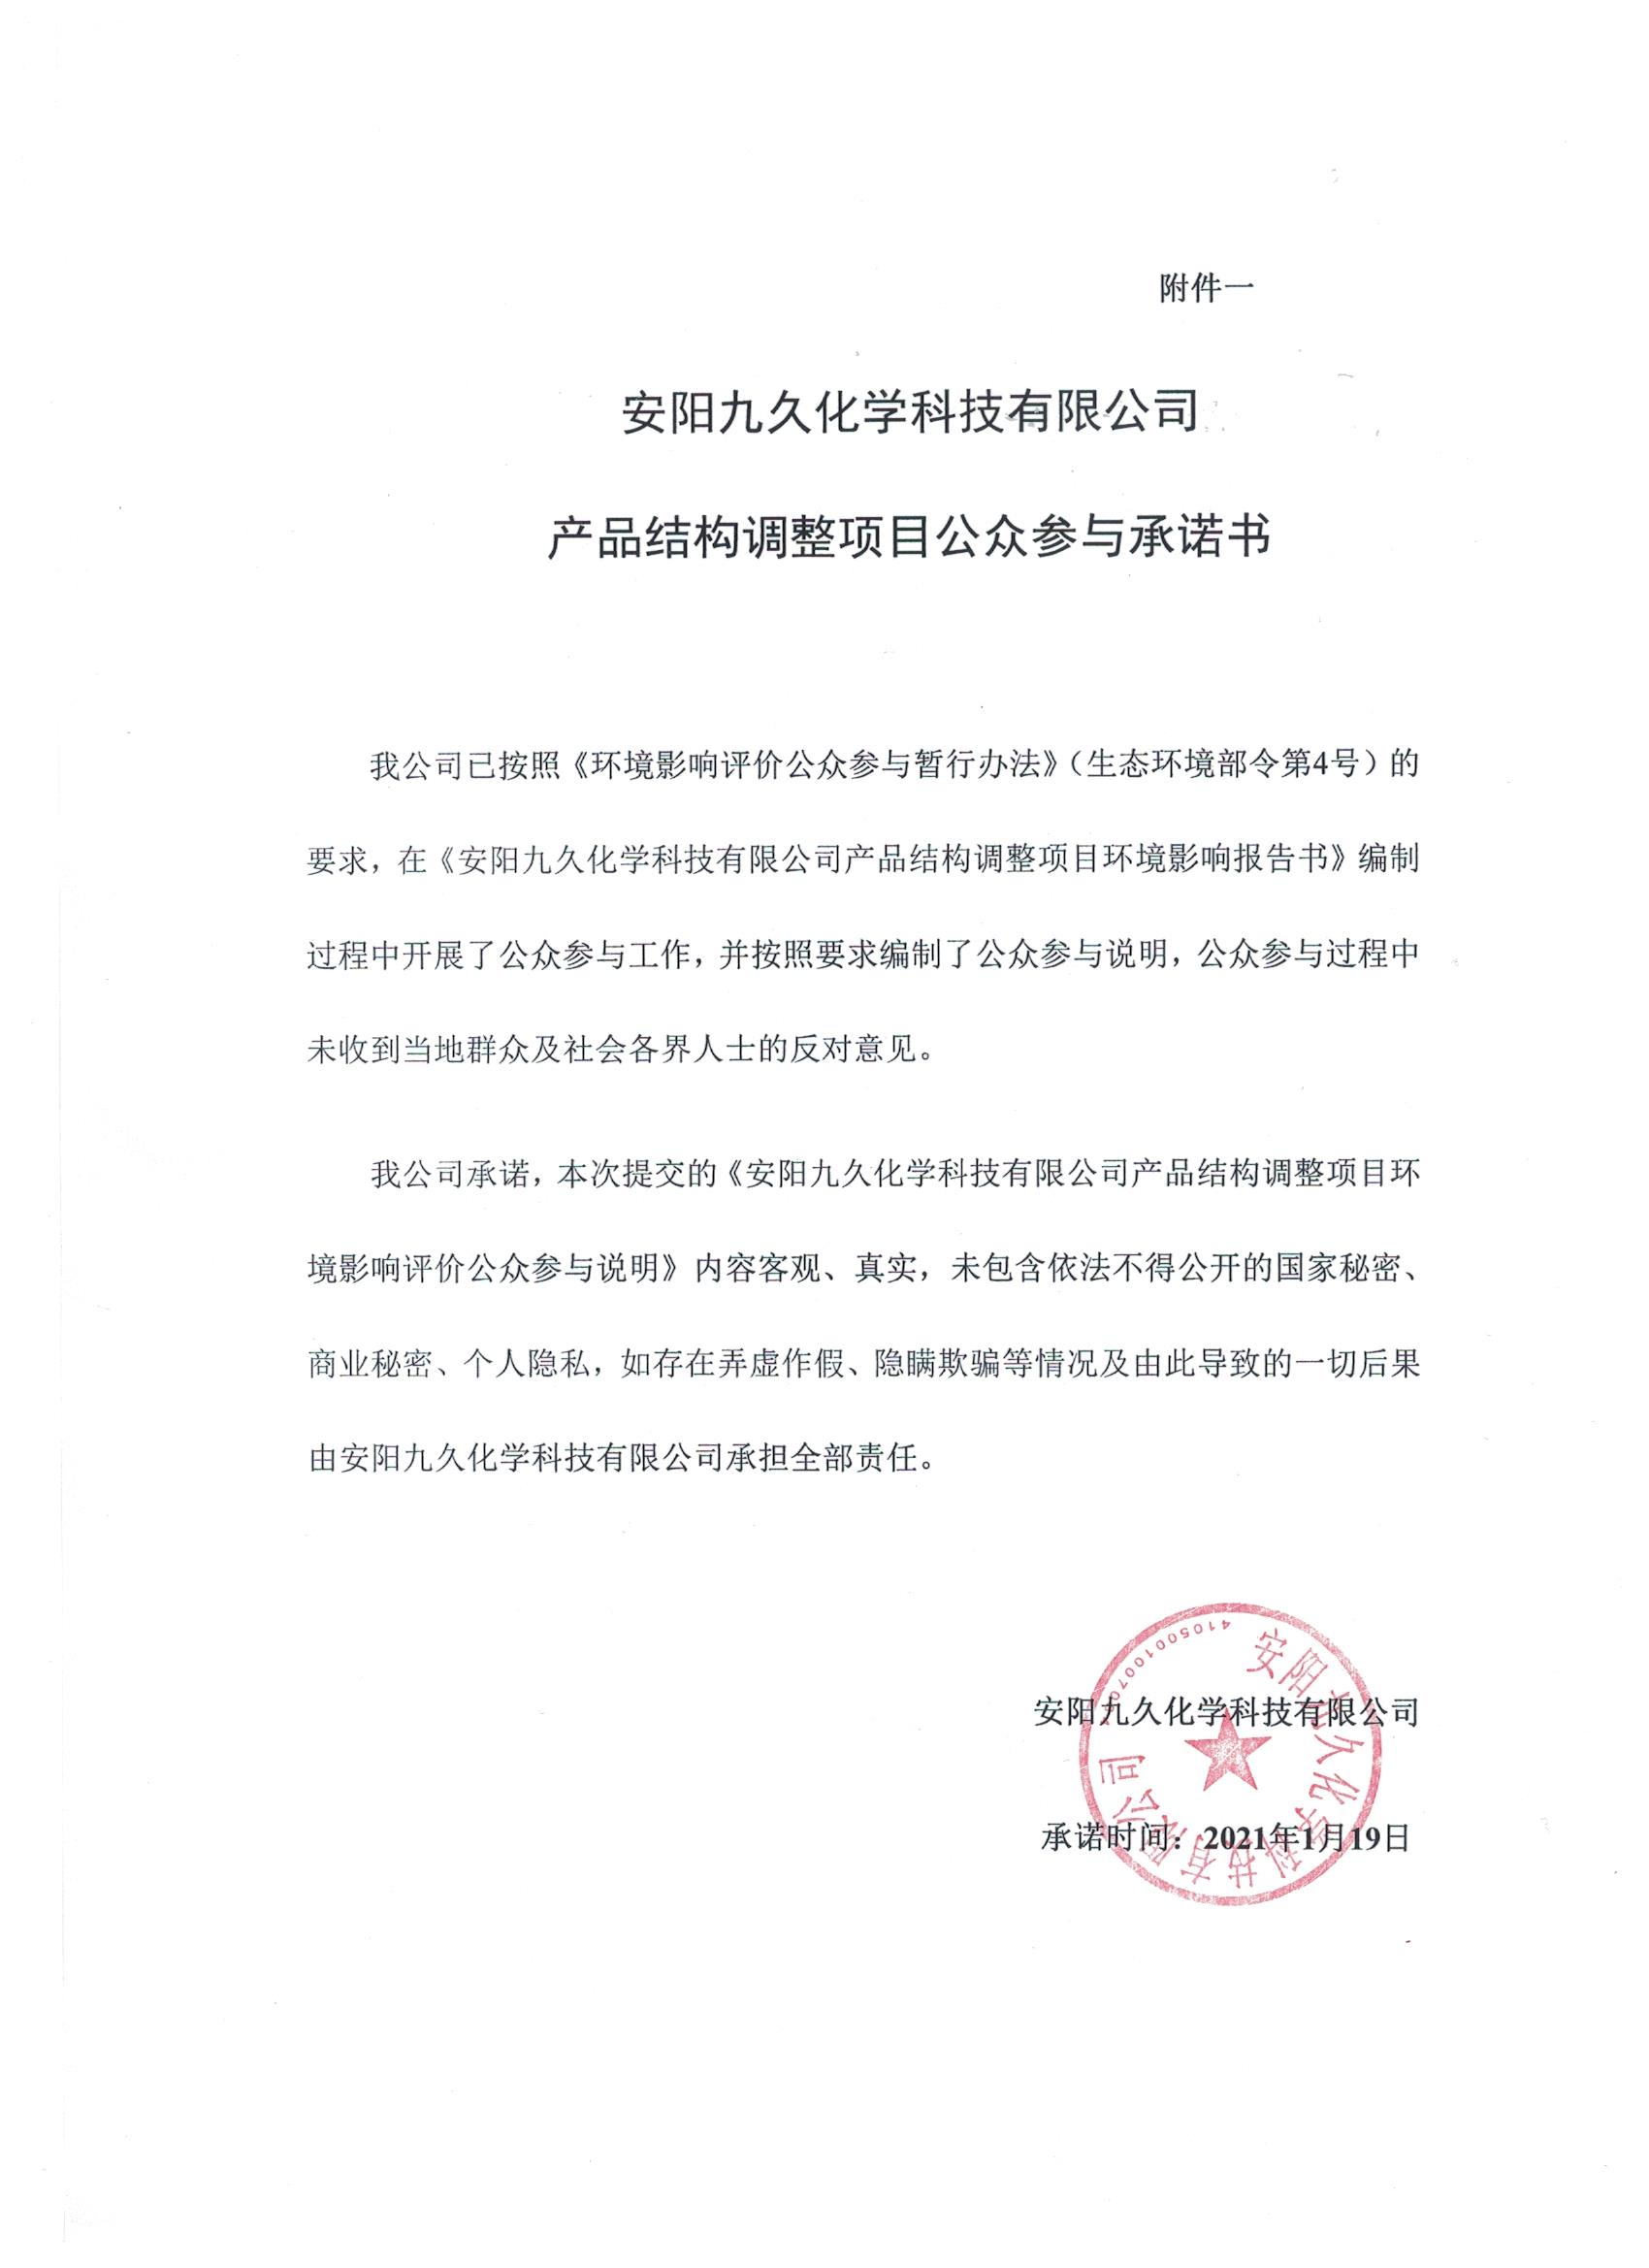 附件一
安阳九久化学科技有限公司
产品结构调整项目公众参与承诺书
我公司已按照《环境影响评价公众参与暂行办法》（生态环境部令第4号）的
要求，在《安阳九久化学科技有限公司产品结构调整项目环境影响报告书》编制
过程中开展了公众参与工作，并按照要求编制了公众参与说明，公众参与过程中
未收到当地群众及社会各界人士的反对意见。
我公司承诺，本次提交的《安阳九久化学科技有限公司产品结构调整项目环
境影响评价公众参与说明》内容客观、真实，未包含依法不得公开的国家秘密、
商业秘密、个人隐私，如存在弄虚作假、隐瞒欺骗等情况及由此导致的一切后果
由安阳九久化学科技有限公司承担全部责任。
安阳九久化学科技有限公司
承诺时间：2021年1月19日
安阳九久化学科技有限公司